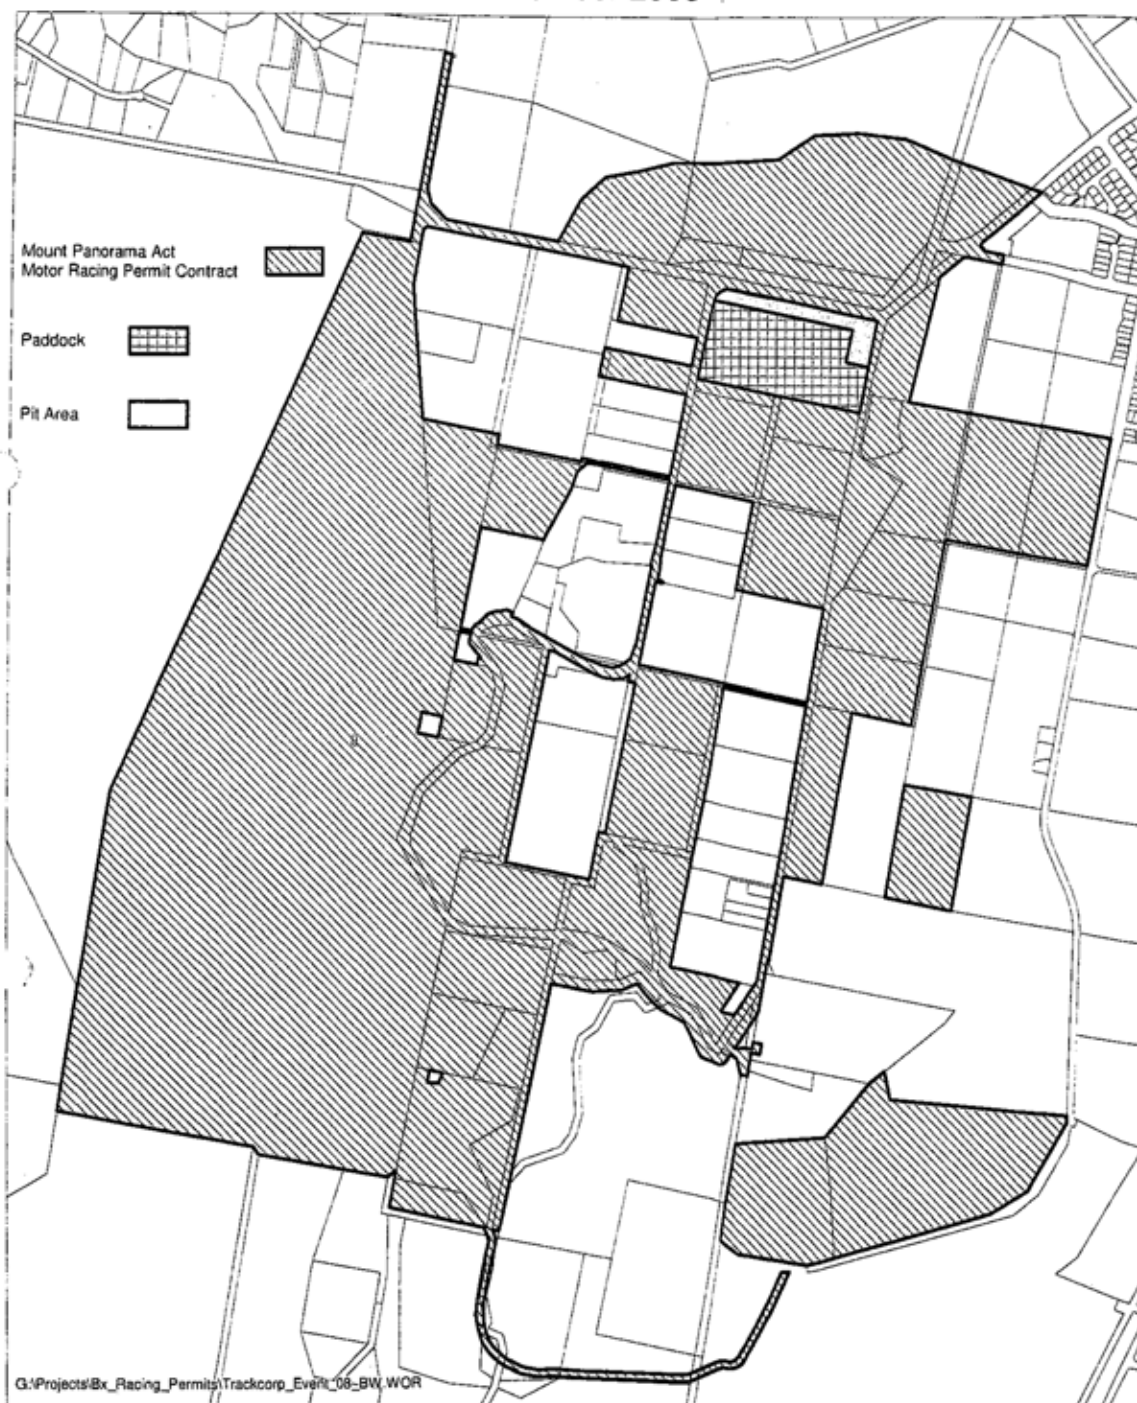 Mount Panorama Act
Motor Racing Permit Contract
Paddock
Pit Area
G:\Projects\Bx_Racing_Permits\Trackcorp_Event_08-BW.WOR